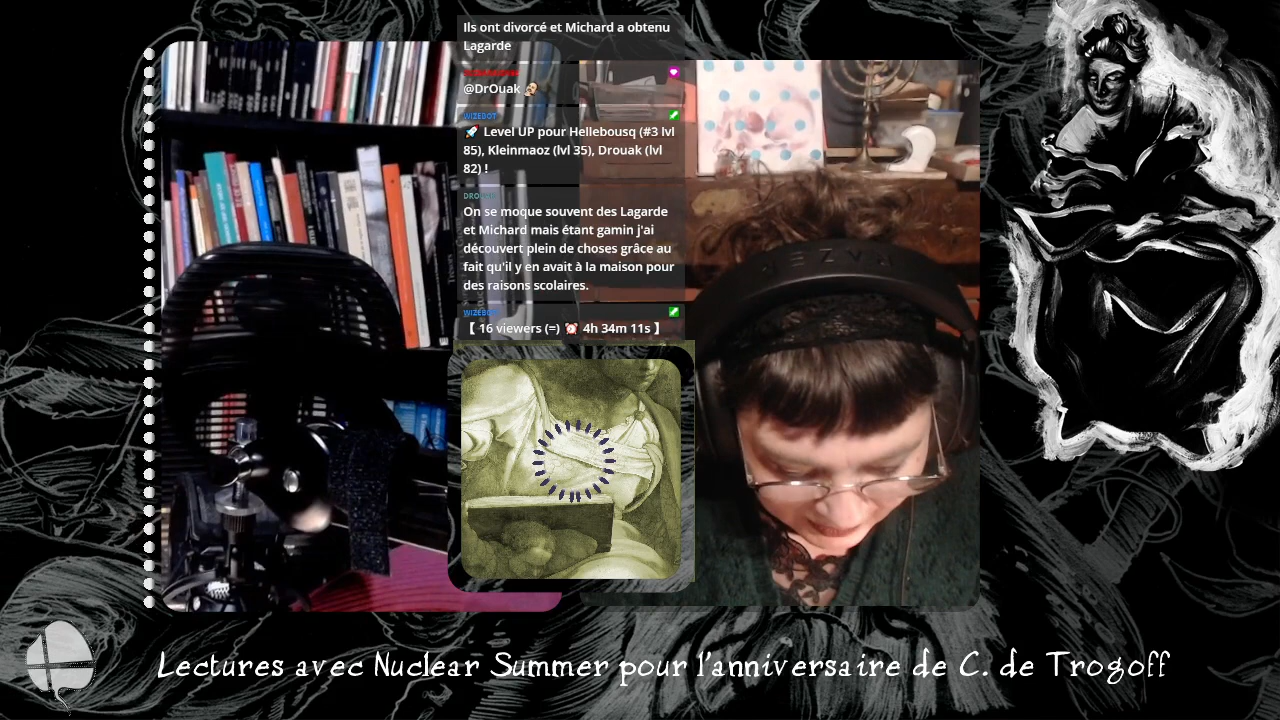 Ils ont divorcé et Michard a obtenu
Lagarde
@DrOuak
WIZEBOT
Level UP pour Hellebousq (#3 lvl
85), Kleinmaoz (lvl 35), Drouak (lvl
82) !
On se moque souvent des Lagarde
et Michard mais étant gamin j'ai
découvert plein de choses grâce au
fait qu'il y en avait à la maison pour
des raisons scolaires.
WIZEBOT
【 16 viewers (=) 4h 34m 11s 】
Lectures avec Nuclear Summer pour l'anniversaire de C. de Trogoff